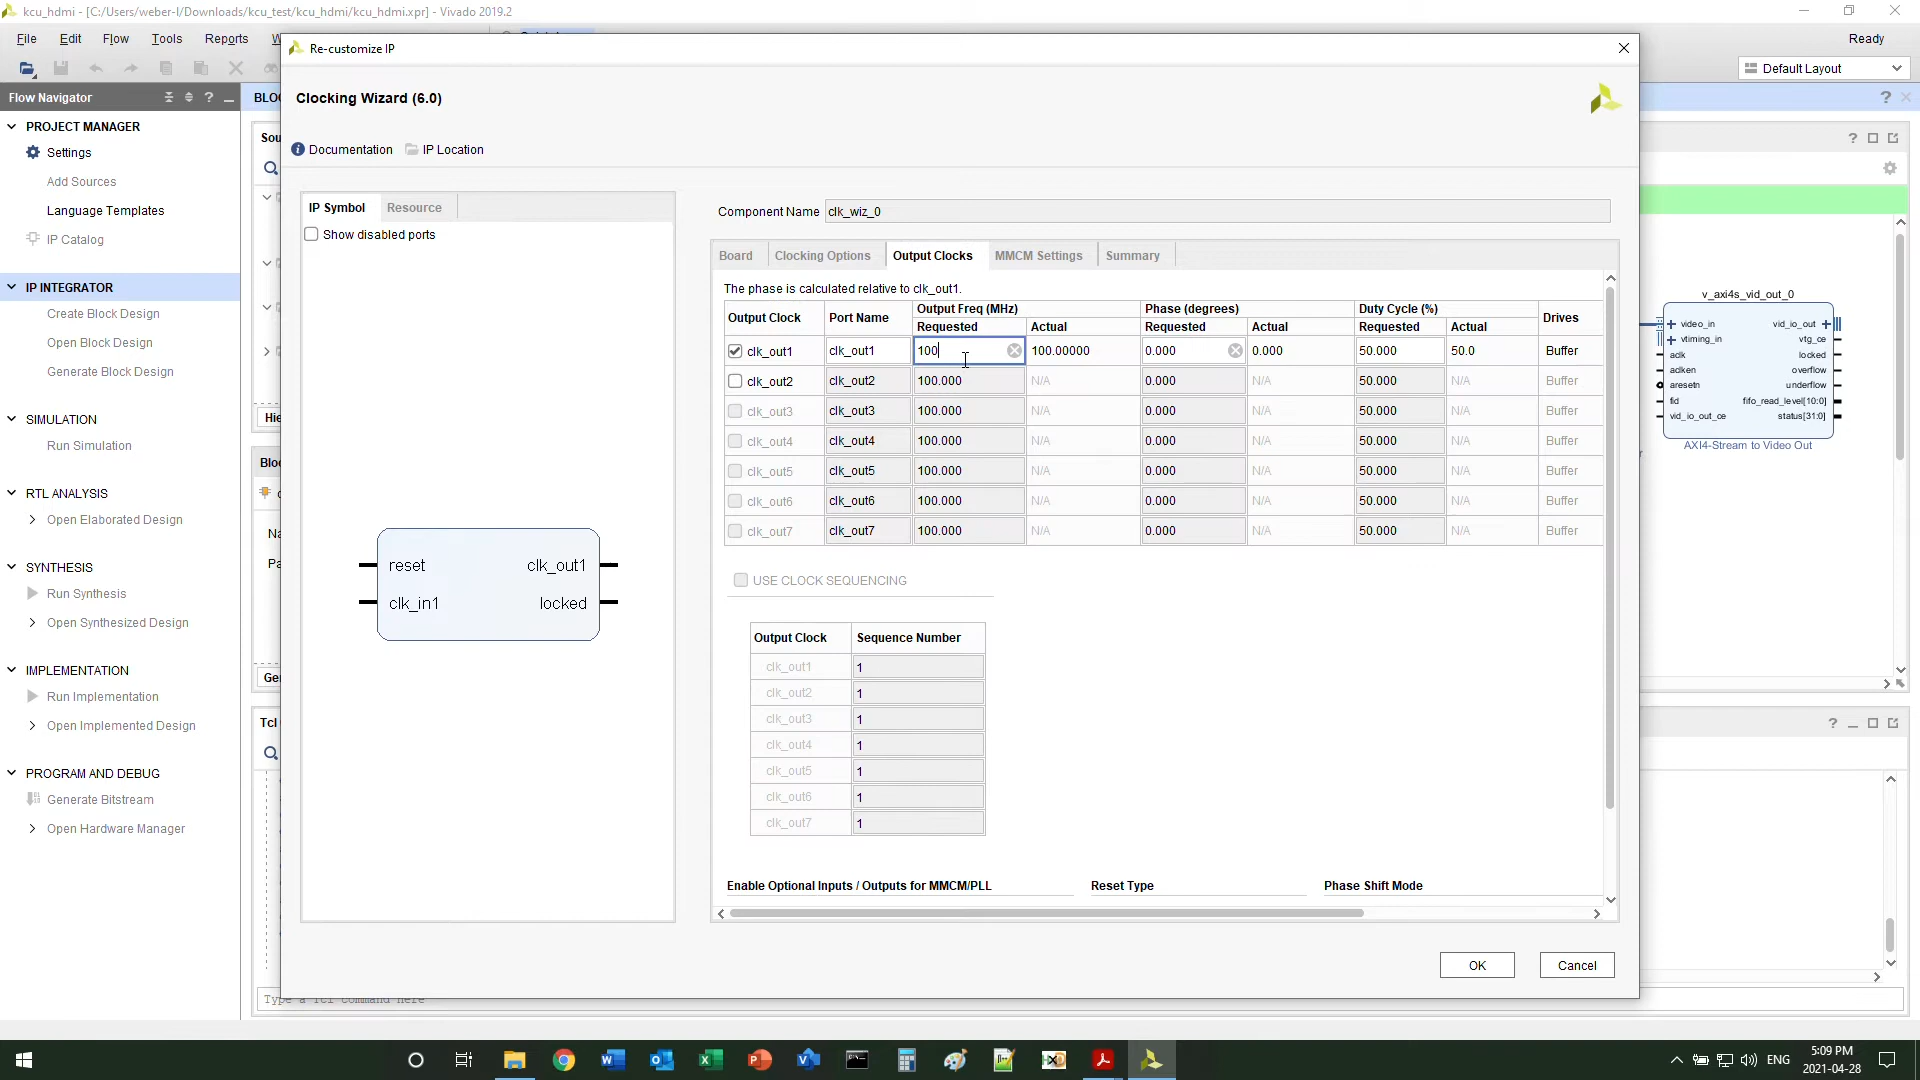 kcu_hdmi - [C:/Users/weber-l/Downloads/kcu_test/kcu_hdmi/kcu_hdmi.xpr] - Vivado 2019.2
File Edit Flow Tools Reports
Ready
Default Layout
Flow Navigator
PROJECT MANAGER
Settings
Add Sources
Language Templates
IP Catalog
IP INTEGRATOR
Create Block Design
Open Block Design
Generate Block Design
SIMULATION
Run Simulation
RTL ANALYSIS
Open Elaborated Design
SYNTHESIS
Run Synthesis
Open Synthesized Design
IMPLEMENTATION
Run Implementation
Open Implemented Design
PROGRAM AND DEBUG
Generate Bitstream
Open Hardware Manager
Re-customize IP
Clocking Wizard (6.0)
Documentation IP Location
IP Symbol Resource
Show disabled ports
reset clk_out1
clk_in1 locked
Component Name clk_wiz_0
Board Clocking Options Output Clocks MMCM Settings Summary
The phase is calculated relative to clk_out1.
Output Clock Port Name Output Freq (MHz) Phase (degrees) Duty Cycle (%) Drives
Requested Actual Requested Actual Requested Actual
clk_out1 clk_out1 100 100.00000 0.000 0.000 50.000 50.0 Buffer
clk_out2 clk_out2 100.000 N/A 0.000 N/A 50.000 N/A Buffer
clk_out3 clk_out3 100.000 N/A 0.000 N/A 50.000 N/A Buffer
clk_out4 clk_out4 100.000 N/A 0.000 N/A 50.000 N/A Buffer
clk_out5 clk_out5 100.000 N/A 0.000 N/A 50.000 N/A Buffer
clk_out6 clk_out6 100.000 N/A 0.000 N/A 50.000 N/A Buffer
clk_out7 clk_out7 100.000 N/A 0.000 N/A 50.000 N/A Buffer
USE CLOCK SEQUENCING
Output Clock Sequence Number
clk_out1 1
clk_out2 1
clk_out3 1
clk_out4 1
clk_out5 1
clk_out6 1
clk_out7 1
Enable Optional Inputs / Outputs for MMCM/PLL Reset Type Phase Shift Mode
OK Cancel
v_axi4s_vid_out_0
video_in vid_io_out
vtiming_in vtg_ce
aclk locked
aclken overflow
aresetn underflow
fid fifo_read_level[10:0]
vid_io_out_ce status[31:0]
AXI4-Stream to Video Out
Type a Tcl command here
ENG
5:09 PM
2021-04-28